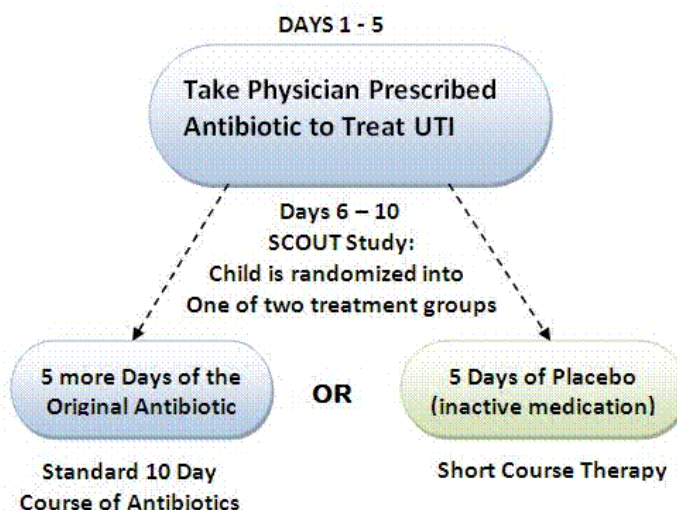 DAYS 1 - 5
Take Physician Prescribed
Antibiotic to Treat UTI
Days 6 – 10
SCOUT Study:
Child is randomized into
One of two treatment groups
5 more Days of the
Original Antibiotic
OR
5 Days of Placebo
(inactive medication)
Standard 10 Day
Course of Antibiotics
Short Course Therapy